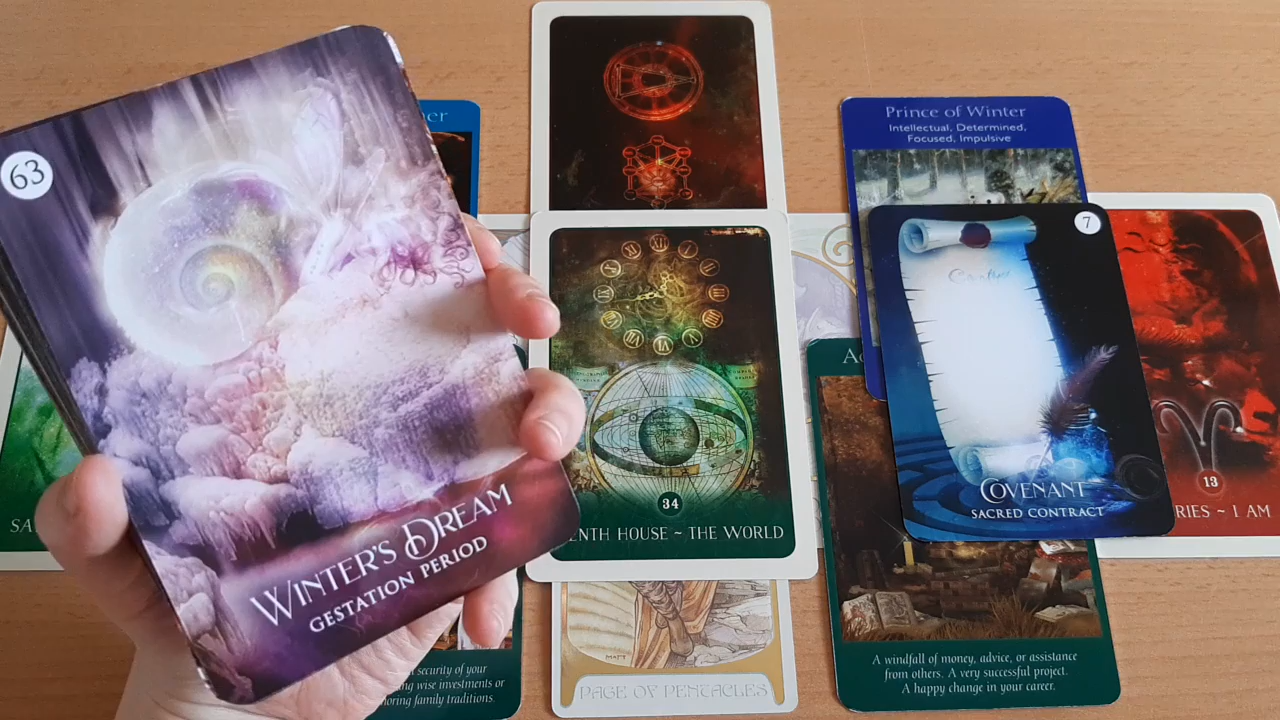 63
WINTER'S DREAM
GESTATION PERIOD
Prince of Winter
Intellectual, Determined,
Focused, Impulsive
7
COVENANT
SACRED CONTRACT
13
RIES ~ I AM
34
ENTH HOUSE ~ THE WORLD
PAGE OF PENTACLES
security of your
wise investments or
family traditions.
A windfall of money, advice, or assistance
from others. A very successful project.
A happy change in your career.